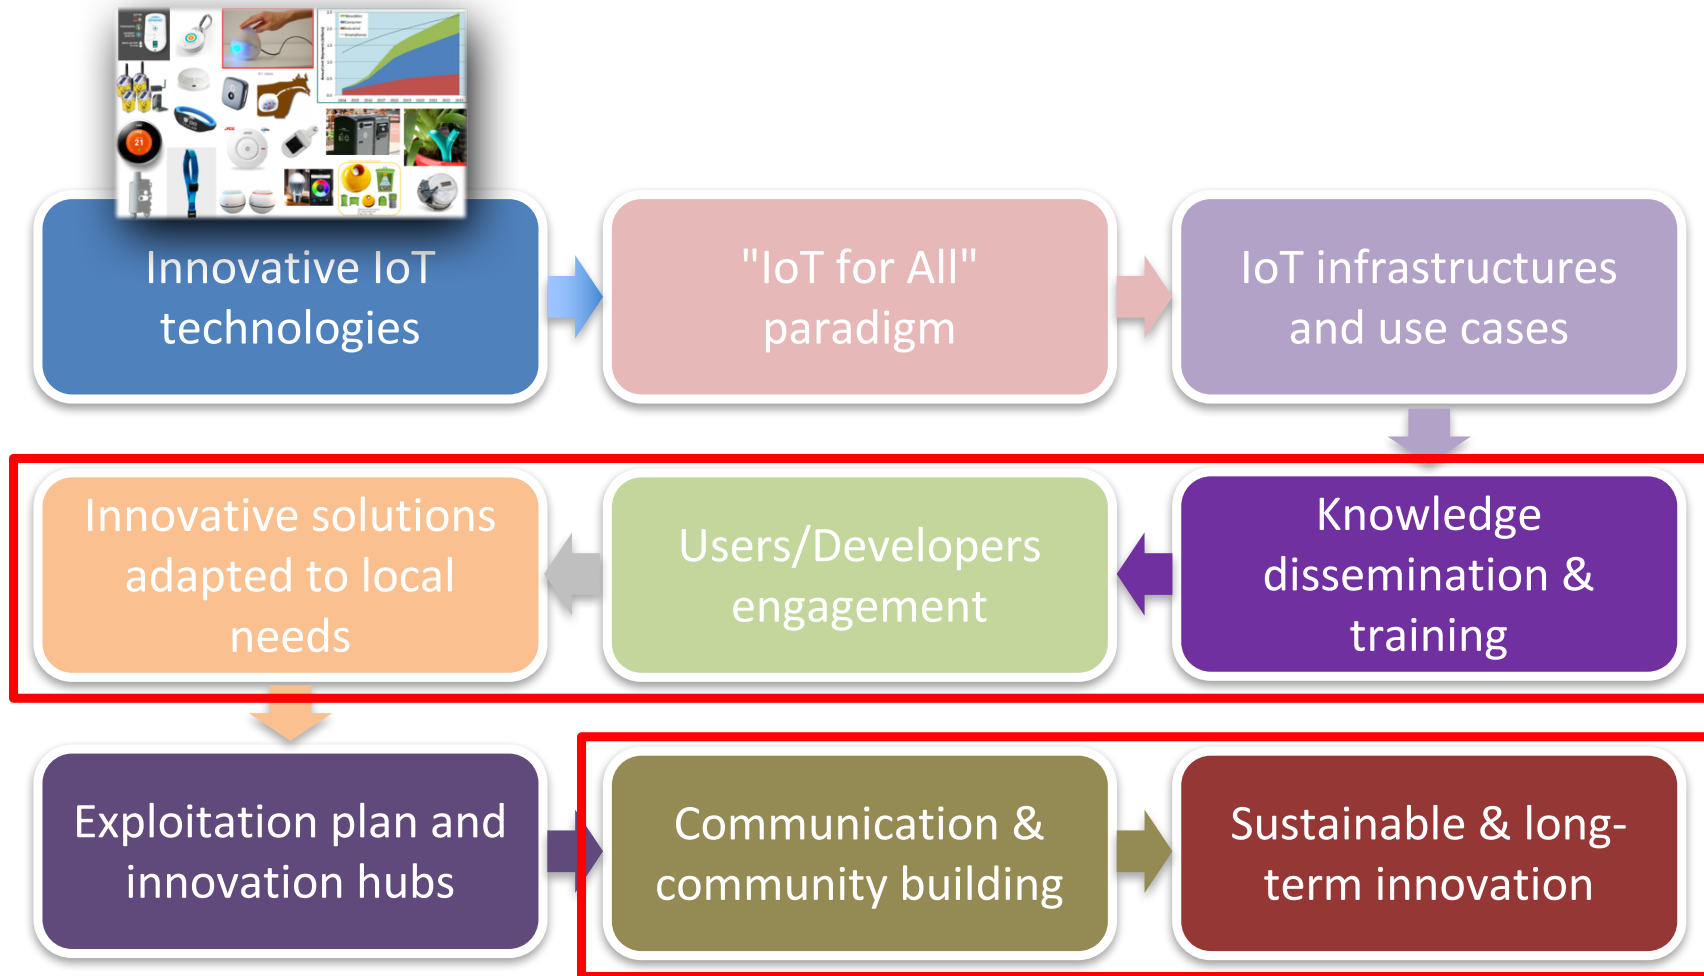 Innovative IoT
technologies
"IoT for All"
paradigm
IoT infrastructures
and use cases
Innovative solutions
adapted to local
needs
Users/Developers
engagement
Knowledge
dissemination &
training
Exploitation plan and
innovation hubs
Communication &
community building
Sustainable & long-
term innovation